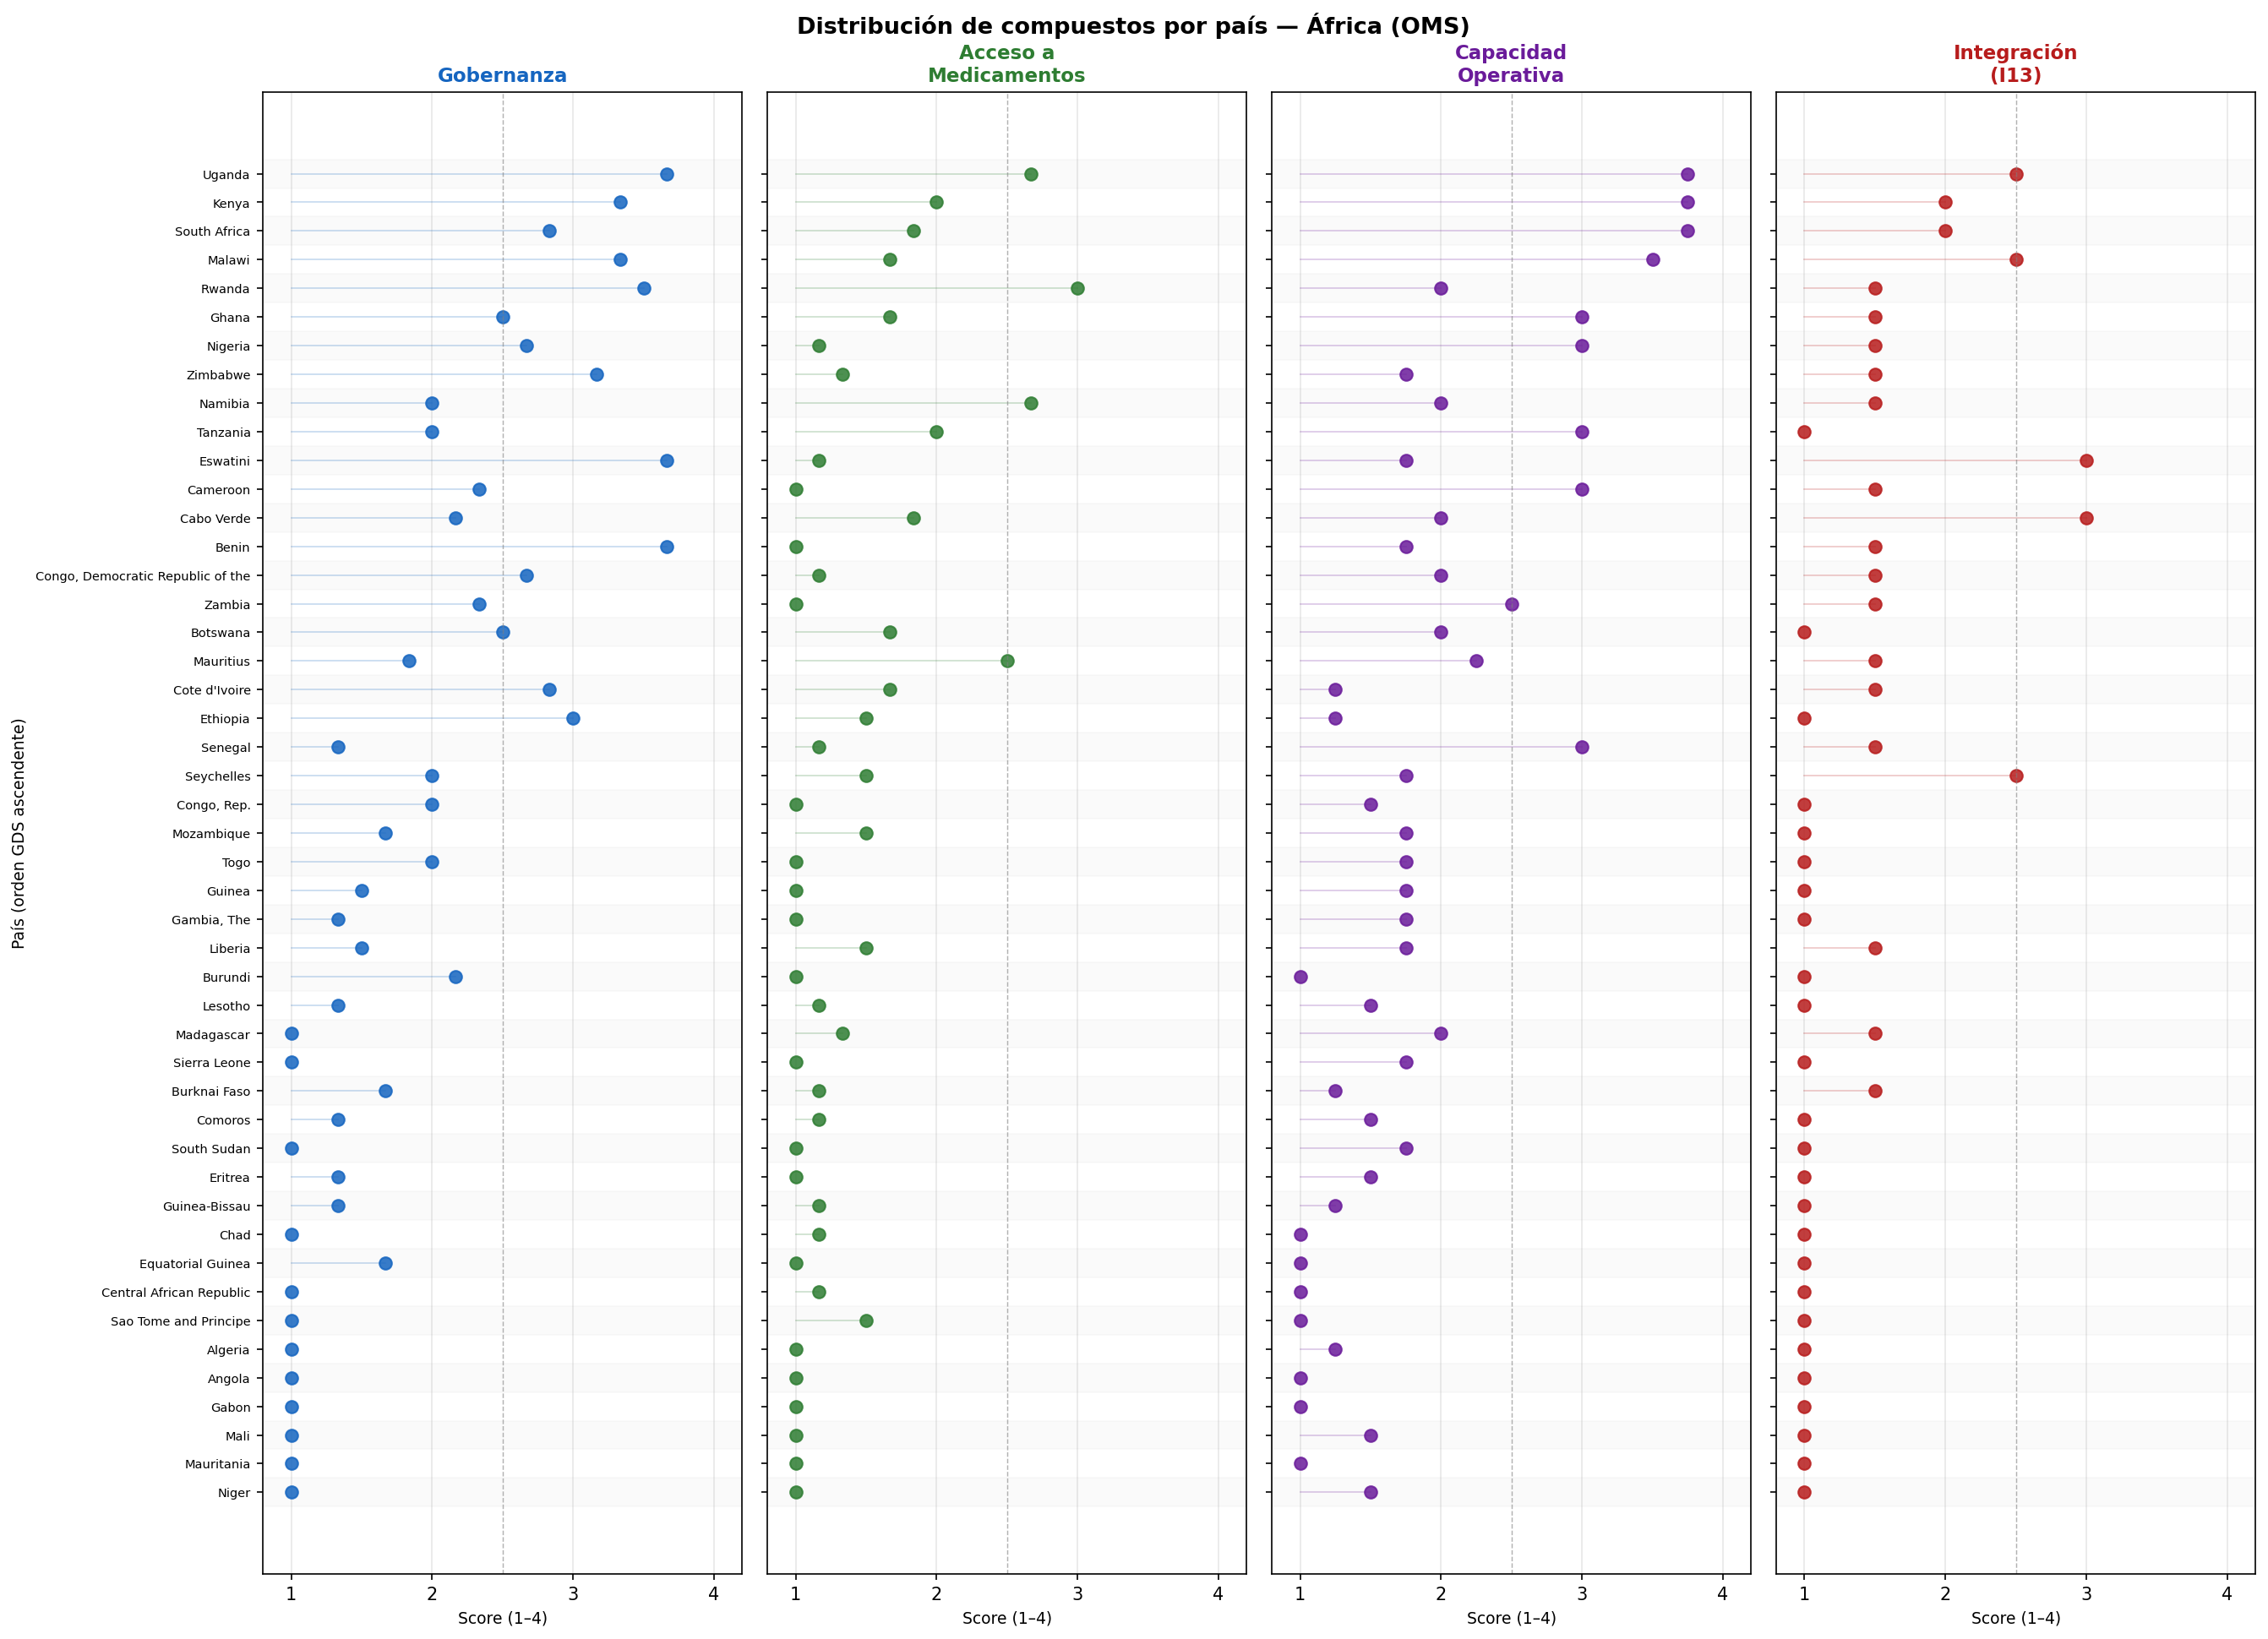 Distribución de compuestos por país — África (OMS)
Gobernanza
Acceso a
Medicamentos
Capacidad
Operativa
Integración
(I13)
País (orden GDS ascendente)
Uganda
Kenya
South Africa
Malawi
Rwanda
Ghana
Nigeria
Zimbabwe
Namibia
Tanzania
Eswatini
Cameroon
Cabo Verde
Benin
Congo, Democratic Republic of the
Zambia
Botswana
Mauritius
Cote d'Ivoire
Ethiopia
Senegal
Seychelles
Congo, Rep.
Mozambique
Togo
Guinea
Gambia, The
Liberia
Burundi
Lesotho
Madagascar
Sierra Leone
Burknai Faso
Comoros
South Sudan
Eritrea
Guinea-Bissau
Chad
Equatorial Guinea
Central African Republic
Sao Tome and Principe
Algeria
Angola
Gabon
Mali
Mauritania
Niger
1 2 3 4
Score (1–4)
1 2 3 4
Score (1–4)
1 2 3 4
Score (1–4)
1 2 3 4
Score (1–4)